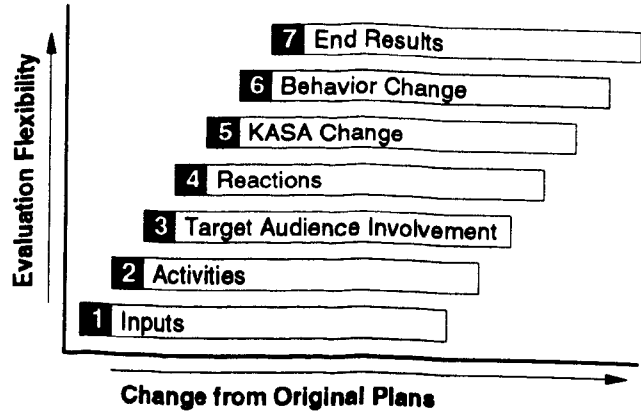 7 End Results
6 Behavior Change
5 KASA Change
4 Reactions
3 Target Audience Involvement
2 Activities
1 Inputs
Evaluation Flexibility
Change from Original Plans